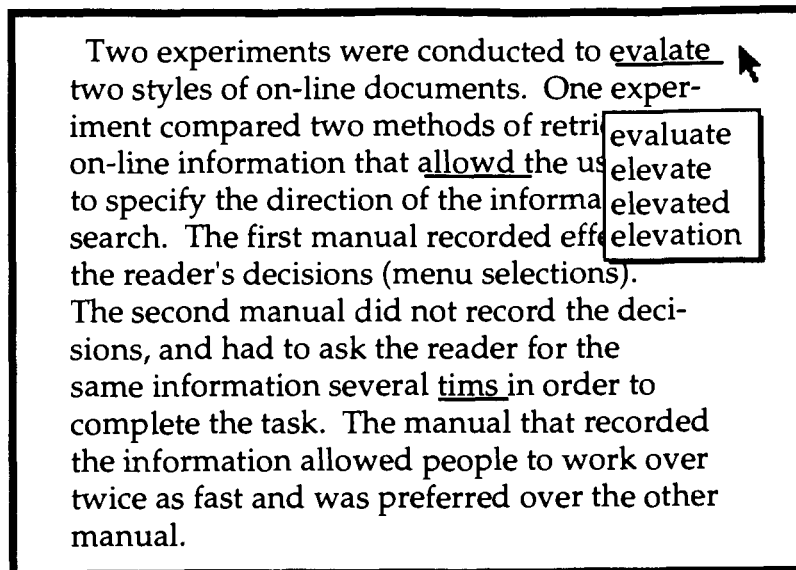 Two experiments were conducted to evalate
two styles of on-line documents. One exper-
iment compared two methods of retri
on-line information that allowd the us
to specify the direction of the informa
search. The first manual recorded eff
the reader's decisions (menu selections).
The second manual did not record the deci-
sions, and had to ask the reader for the
same information several tims in order to
complete the task. The manual that recorded
the information allowed people to work over
twice as fast and was preferred over the other
manual.
evaluate
elevate
elevated
elevation